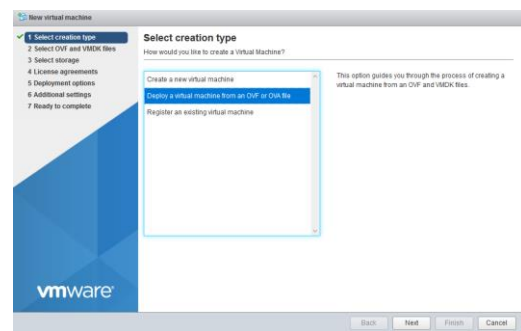 New virtual machine
1 Select creation type
2 Select OVF and VMDK files
3 Select storage
4 License agreements
5 Deployment options
6 Additional settings
7 Ready to complete
Select creation type
How would you like to create a Virtual Machine?
Create a new virtual machine
Deploy a virtual machine from an OVF or OVA file
Register an existing virtual machine
This option guides you through the process of creating a
virtual machine from an OVF and VMDK files.
vmware
Back Next Finish Cancel